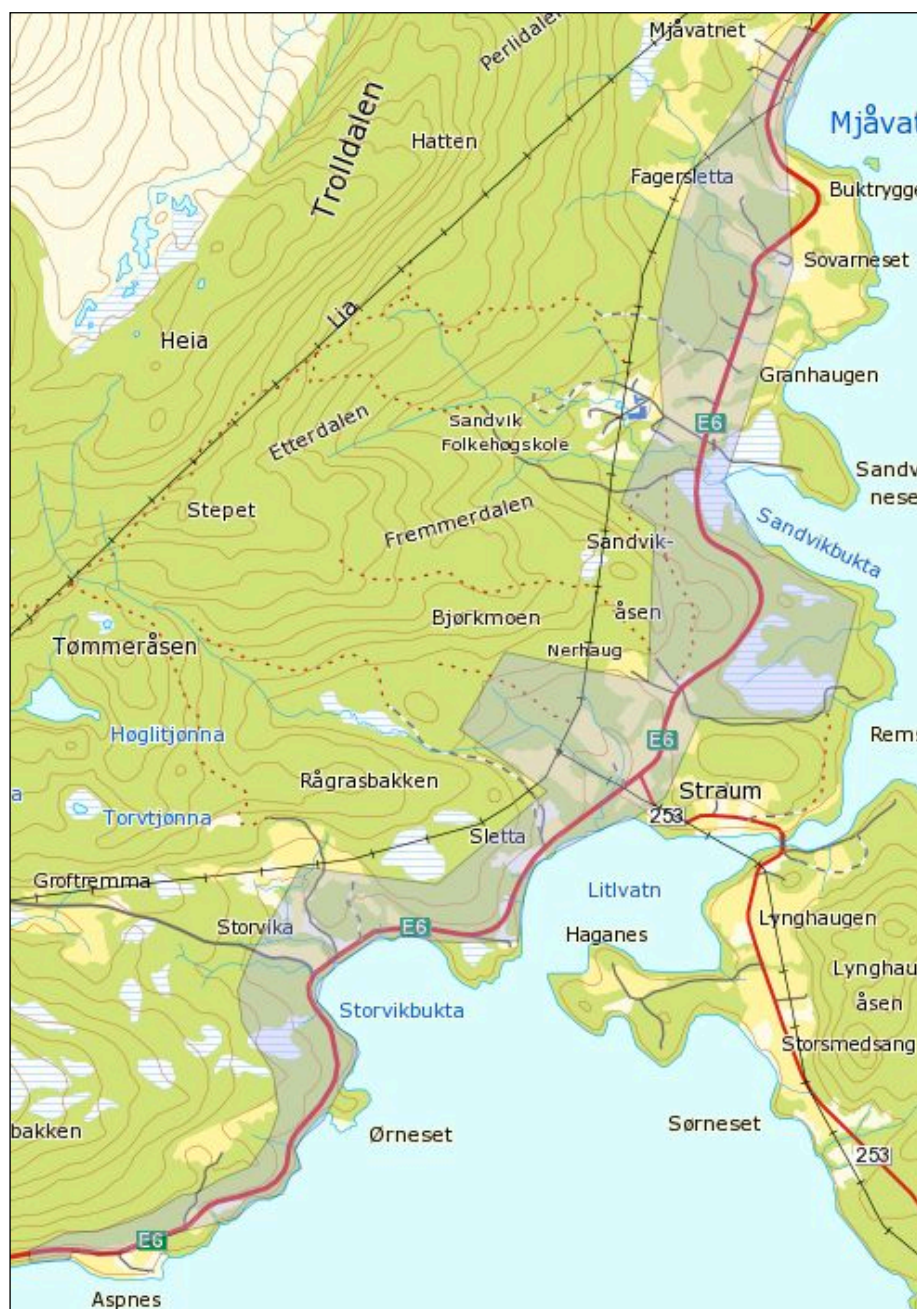 Mjåvatnet
Perlidalen
Mjåvat
Hatten
Trolldalen
Fagersletta
Buktrygge
Sovarneset
Lia
Heia
Granhaugen
E6
Sandvik
Folkehøgskole
Etterdalen
Sandv
nese
Stepet
Fremmerdalen
Sandvikbukta
Sandvik-
åsen
Bjørkmoen
Tømmeråsen
Nerhaug
Høglitjønna
E6
Rems
Rågrasbakken
Straum
a
Torvtjønna
253
Sletta
Groftremma
Litlvatn
Storvika
E6
Haganes
Lynghaugen
Lynghau
åsen
Storvikbukta
Storsmedsang
bakken
Ørneset
Sørneset
253
E6
Aspnes